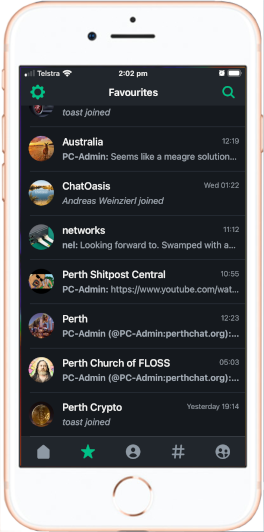 Telstra 2:02 pm
Favourites
toast joined
Australia 12:19
PC-Admin: Seems like a meagre solution...
ChatOasis Wed 01:22
Andreas Weinzierl joined
networks 11:12
nel: Looking forward to. Swamped with a...
Perth Shitpost Central 10:55
PC-Admin: https://www.youtube.com/wat...
Perth 12:23
PC-Admin (@PC-Admin:perthchat.org):...
Perth Church of FLOSS 05:03
PC-Admin (@PC-Admin:perthchat.org):...
Perth Crypto Yesterday 19:14
toast joined